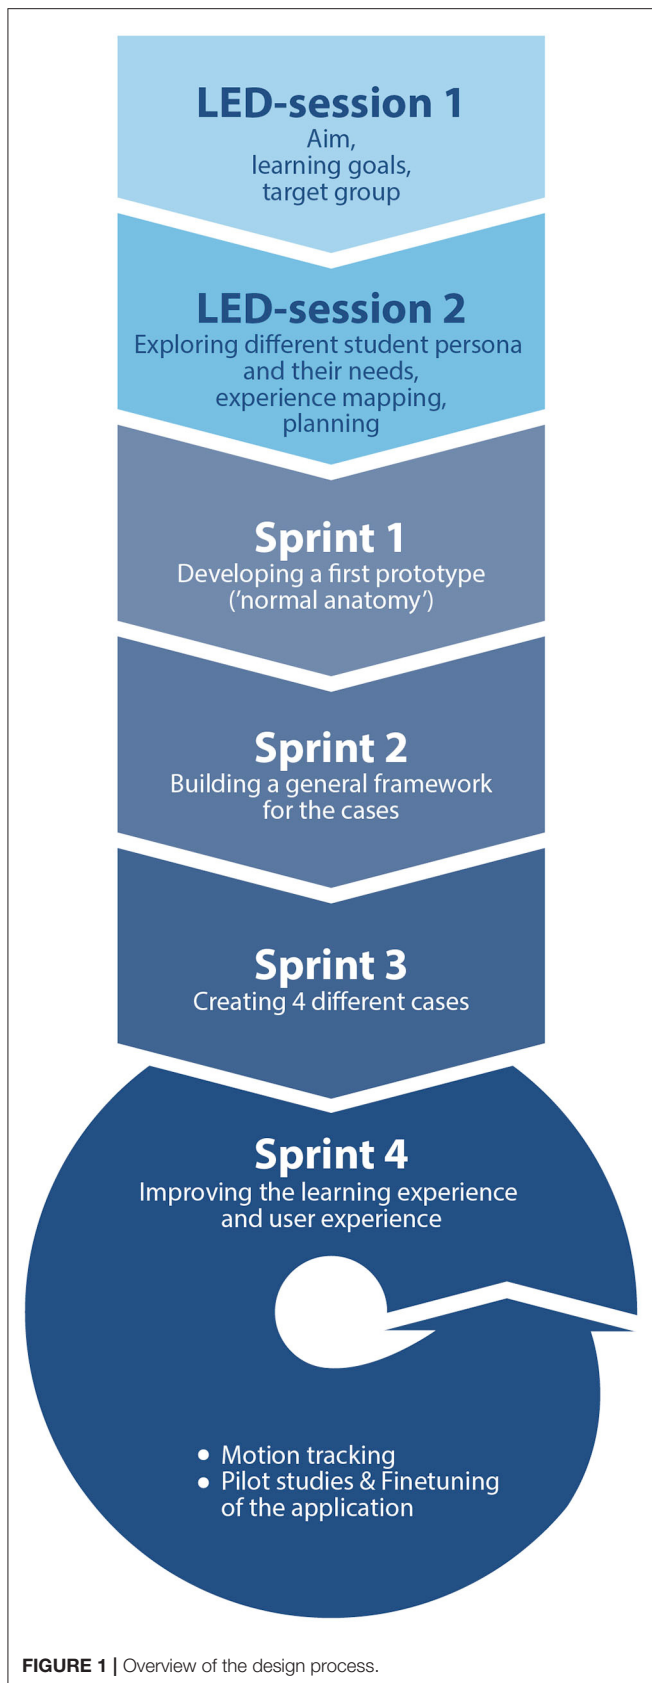 LED-session 1
Aim,
learning goals,
target group
LED-session 2
Exploring different student persona
and their needs,
experience mapping,
planning
Sprint 1
Developing a first prototype
(’normal anatomy’)
Sprint 2
Building a general framework
for the cases
Sprint 3
Creating 4 different cases
Sprint 4
Improving the learning experience
and user experience
• Motion tracking
• Pilot studies & Finetuning
of the application
FIGURE 1 | Overview of the design process.